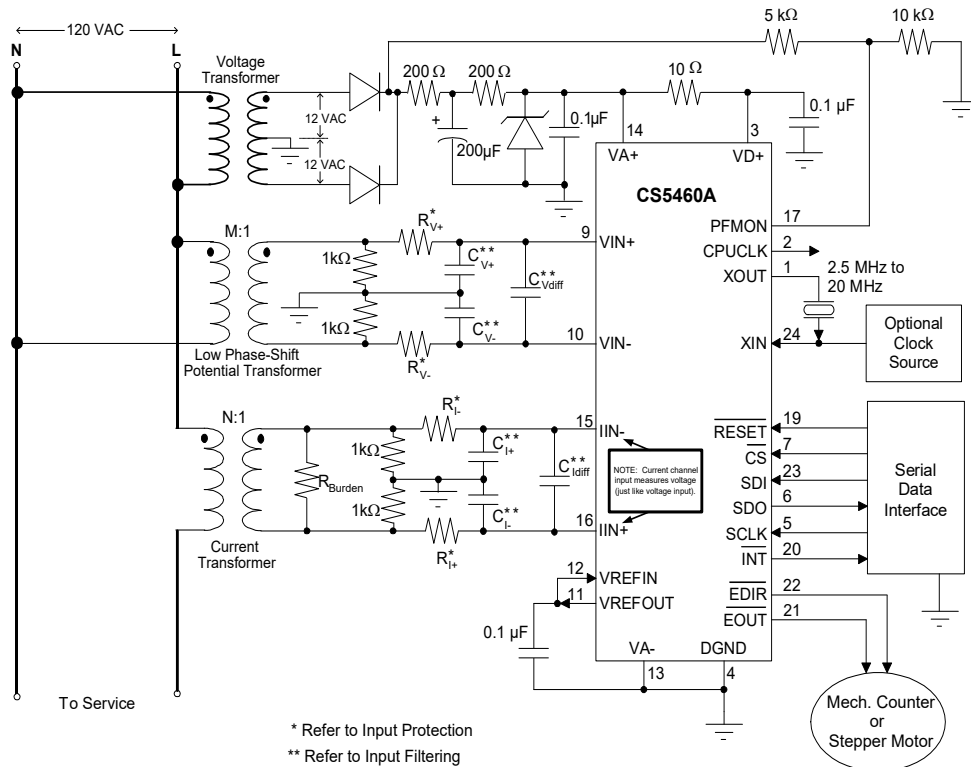 120 VAC
N
L
Voltage
Transformer
12 VAC
12 VAC
200 Ω
200 Ω
+
200µF
0.1µF
10 Ω
5 kΩ
10 kΩ
0.1 µF
14
3
VA+
VD+
CS5460A
PFMON
17
CPUCLK
2
XOUT
1
2.5 MHz to
20 MHz
XIN
24
Optional
Clock
Source
M:1
1kΩ
1kΩ
R*V+
R*V-
C**V+
C**V-
C**Vdiff
9
VIN+
10
VIN-
Low Phase-Shift
Potential Transformer
N:1
RBurden
1kΩ
1kΩ
R*I-
R*I+
C**I+
C**I-
C**Idiff
15
IIN-
NOTE: Current channel
input measures voltage
(just like voltage input).
16
IIN+
Current
Transformer
RESET
19
CS
7
SDI
23
SDO
6
SCLK
5
INT
20
Serial
Data
Interface
12
VREFIN
11
VREFOUT
0.1 µF
EDIR
22
EOUT
21
VA-
DGND
13
4
Mech. Counter
or
Stepper Motor
To Service
* Refer to Input Protection
** Refer to Input Filtering